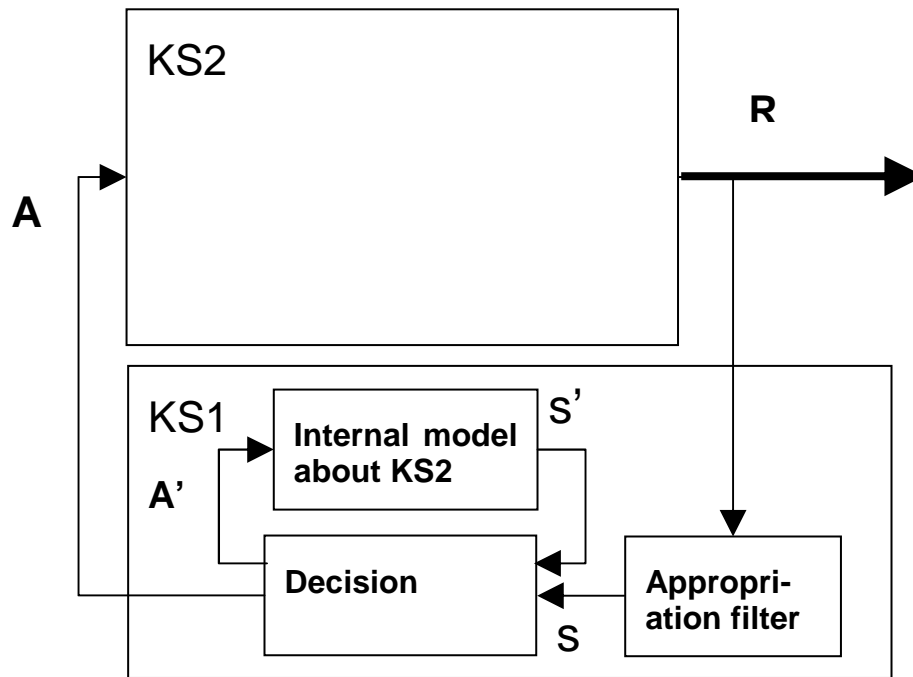 KS2
R
A
KS1
Internal model
about KS2
S’
A’
Decision
Appropri-
ation filter
S